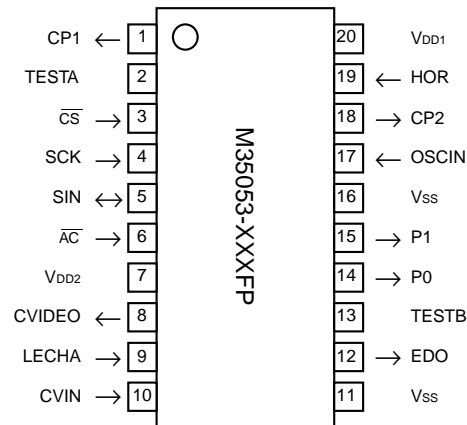 CP1 ← 1 20 VDD1
TESTA 2 19 ← HOR
C̅S̅ → 3 18 → CP2
SCK → 4 17 ← OSCIN
SIN ↔ 5 16 VSS
A̅C̅ → 6 15 → P1
VDD2 7 14 → P0
CVIDEO ← 8 13 TESTB
LECHA → 9 12 → EDO
CVIN → 10 11 VSS
M35053-XXXFP